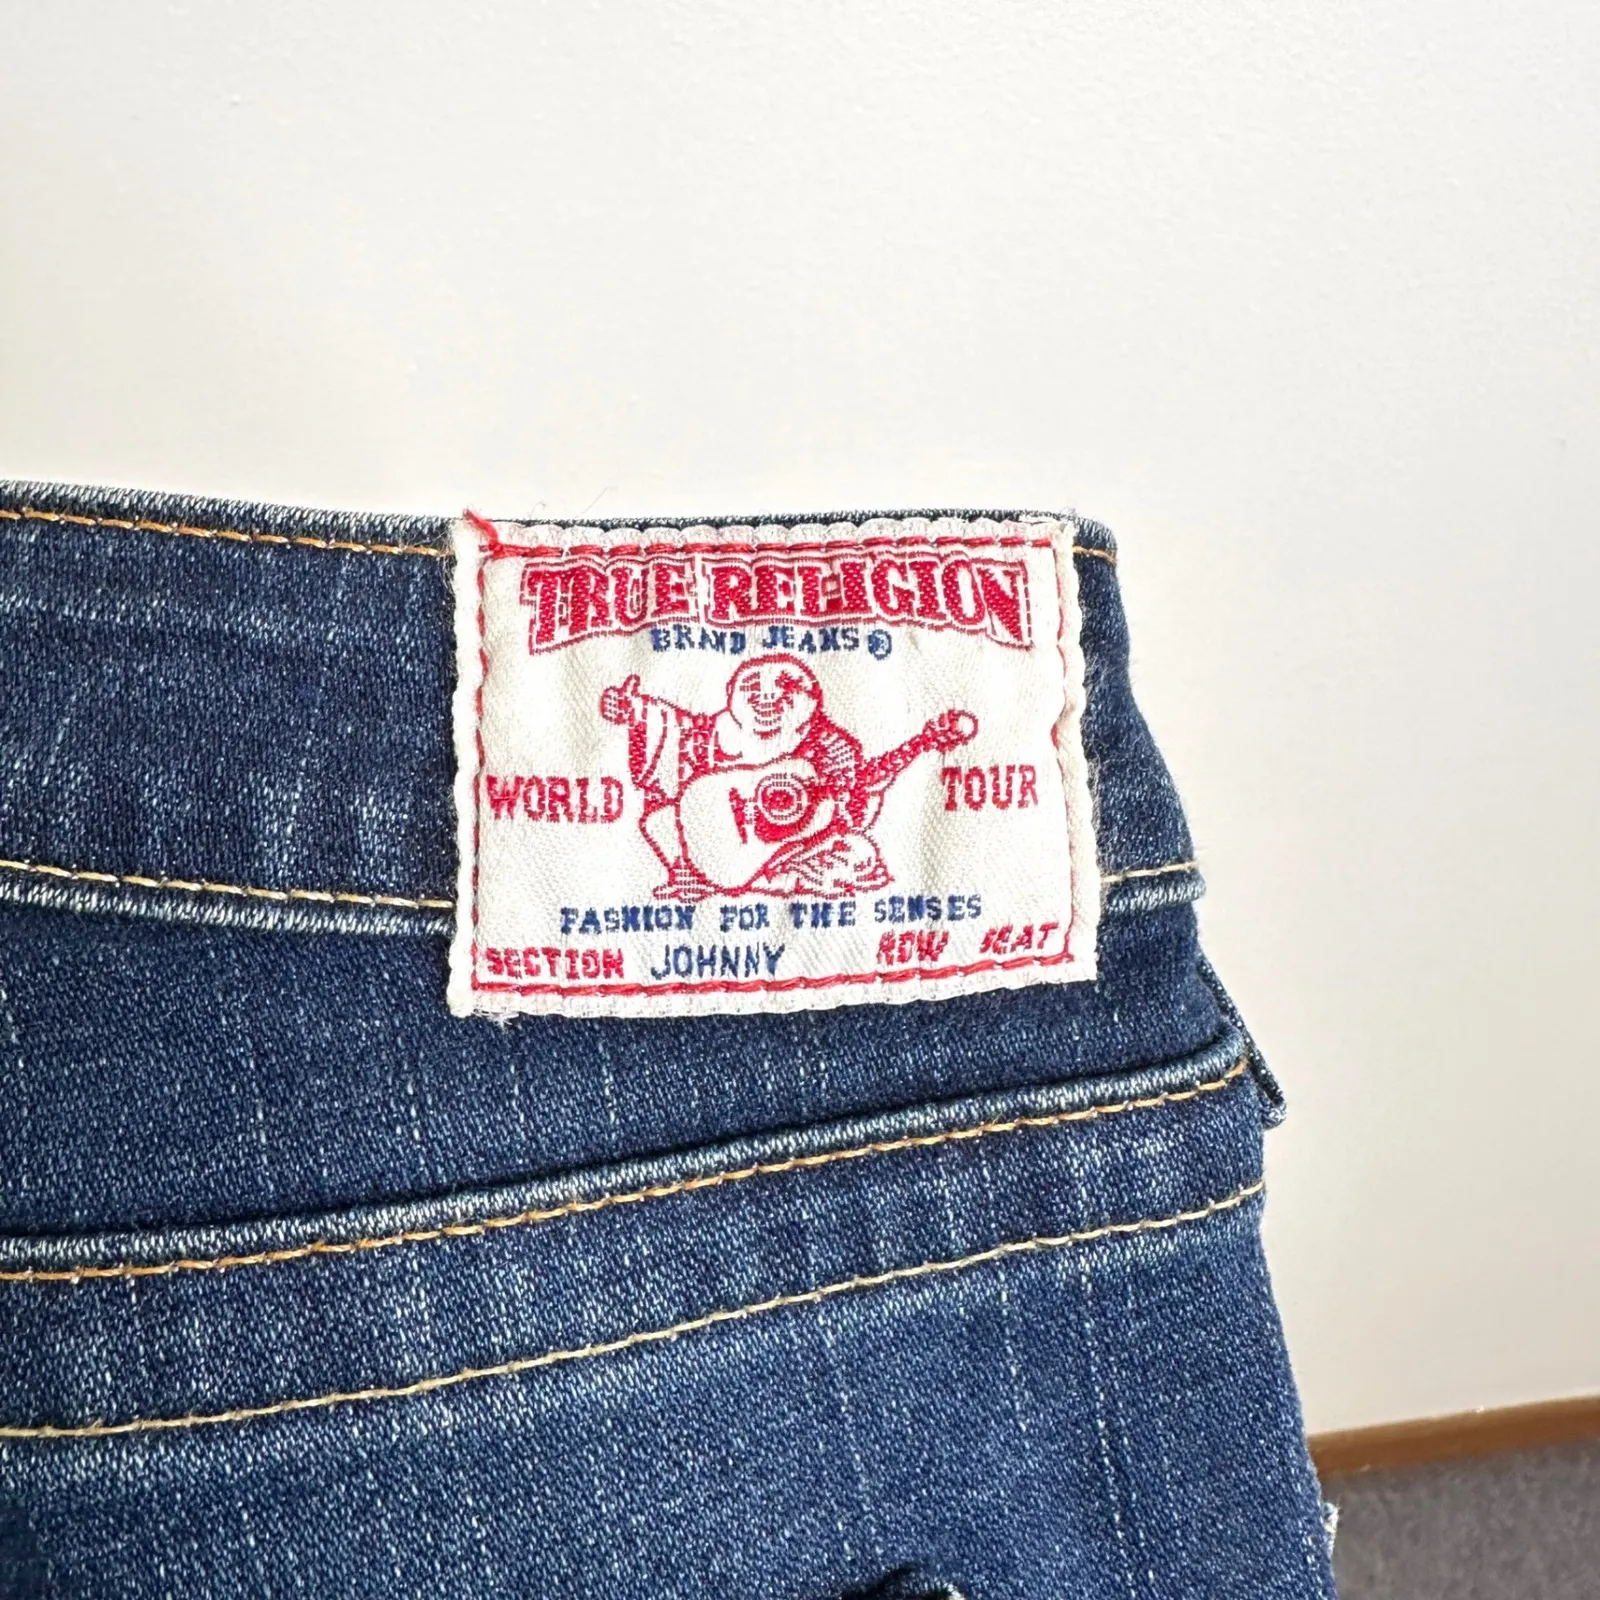 TRUE RELIGION
BRAND JEANS®
WORLD TOUR
FASHION FOR THE SENSES
SECTION JOHNNY ROW SEAT